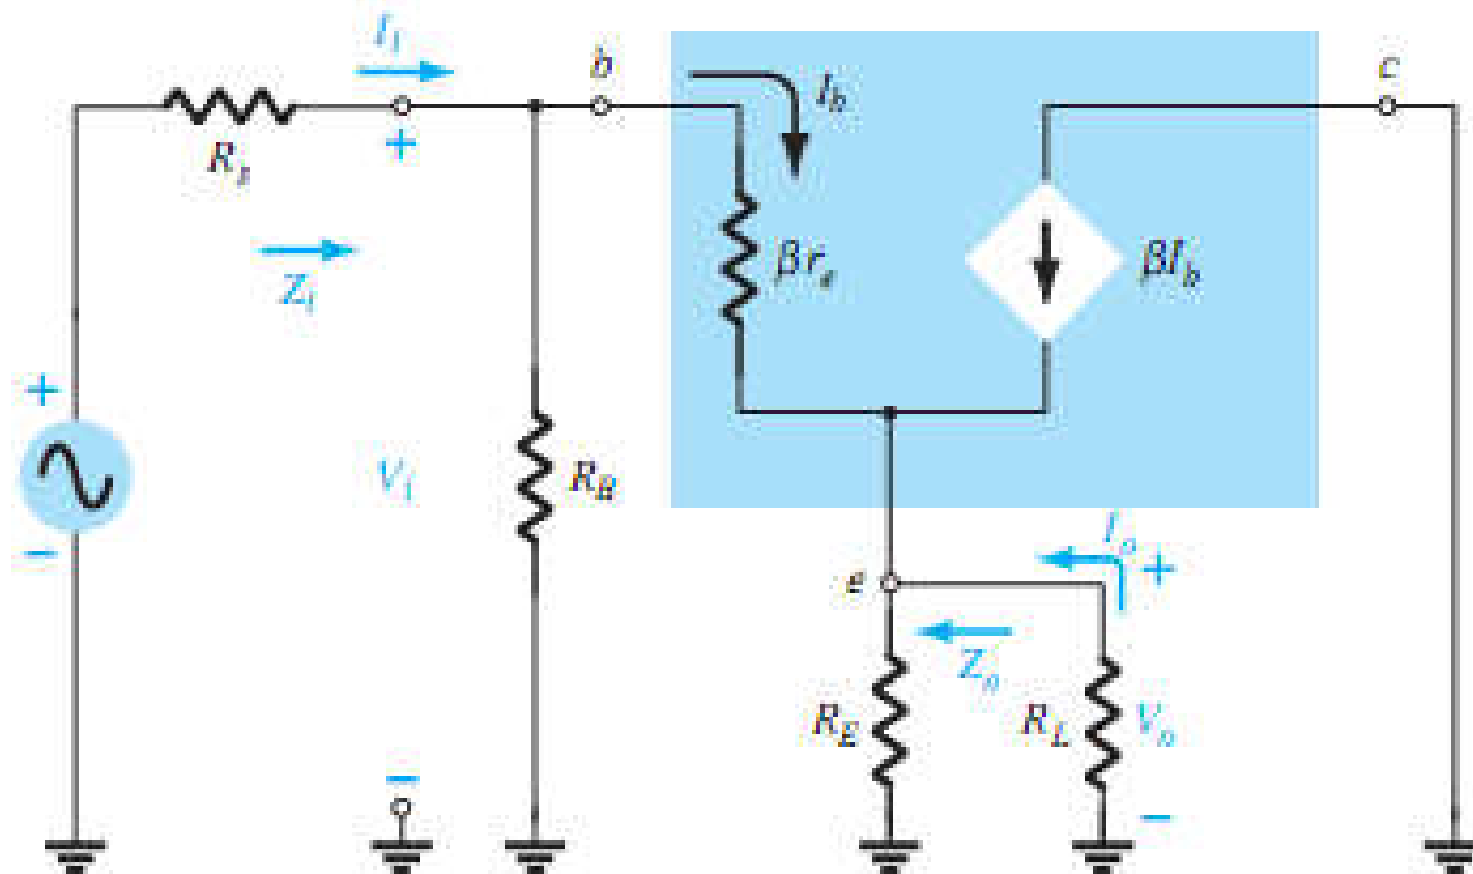 I_i
b
I_b
c
+
R_s
Z_i
βr_e
βI_b
+
V_i
R_B
−
I_o
+
e
Z_o
R_E
R_L
V_o
−
−